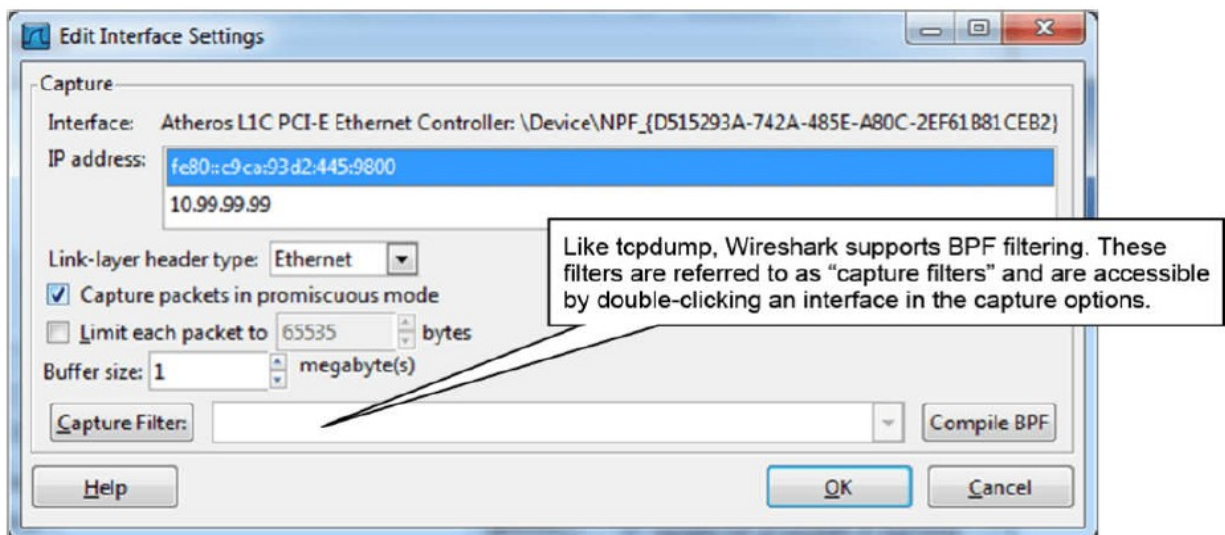 Edit Interface Settings
Capture
Interface: Atheros L1C PCI-E Ethernet Controller: \Device\NPF_{D515293A-742A-485E-A80C-2EF61B81CEB2}
IP address:
fe80::c9ca:93d2:445:9800
10.99.99.99
Like tcpdump, Wireshark supports BPF filtering. These
filters are referred to as “capture filters” and are accessible
by double-clicking an interface in the capture options.
Link-layer header type: Ethernet
Capture packets in promiscuous mode
Limit each packet to 65535 bytes
Buffer size: 1 megabyte(s)
Capture Filter: Compile BPF
Help OK Cancel